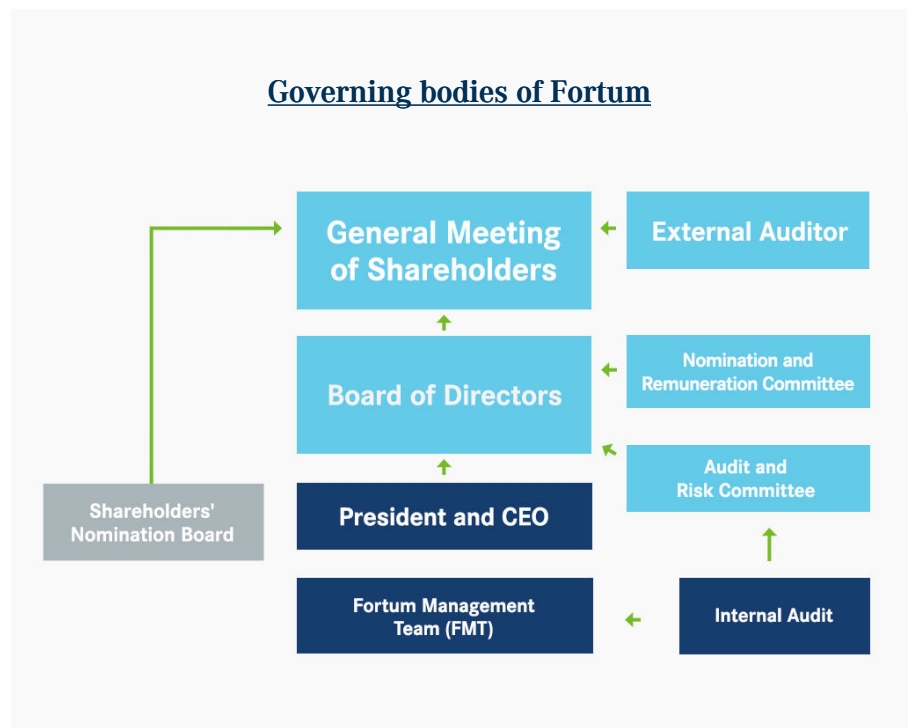 Governing bodies of Fortum
General Meeting
of Shareholders
External Auditor
Board of Directors
Nomination and
Remuneration Committee
Audit and
Risk Committee
Shareholders'
Nomination Board
President and CEO
Fortum Management
Team (FMT)
Internal Audit